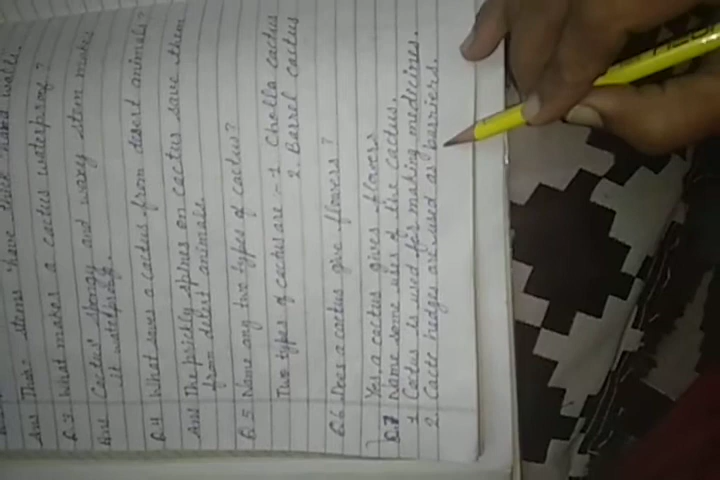 Ans Their stems have thick walls.
Q.3 What makes a cactus waterproof?
Ans Cactus' spongy and waxy stem makes
it waterproof.
Q.4 What saves a cactus from desert animals?
Ans The prickly spines on cactus save them
from desert animals.
Q.5 Name any two types of cactus?
Two types of cactus are :- 1 Cholla cactus
2. Barrel cactus
Q.6 Does a cactus give flowers?
Yes a cactus gives flowers
Q.7 Name some uses of the cactus.
1 Cactus is used for making medicines.
2. Cacti hedges are used as barriers.